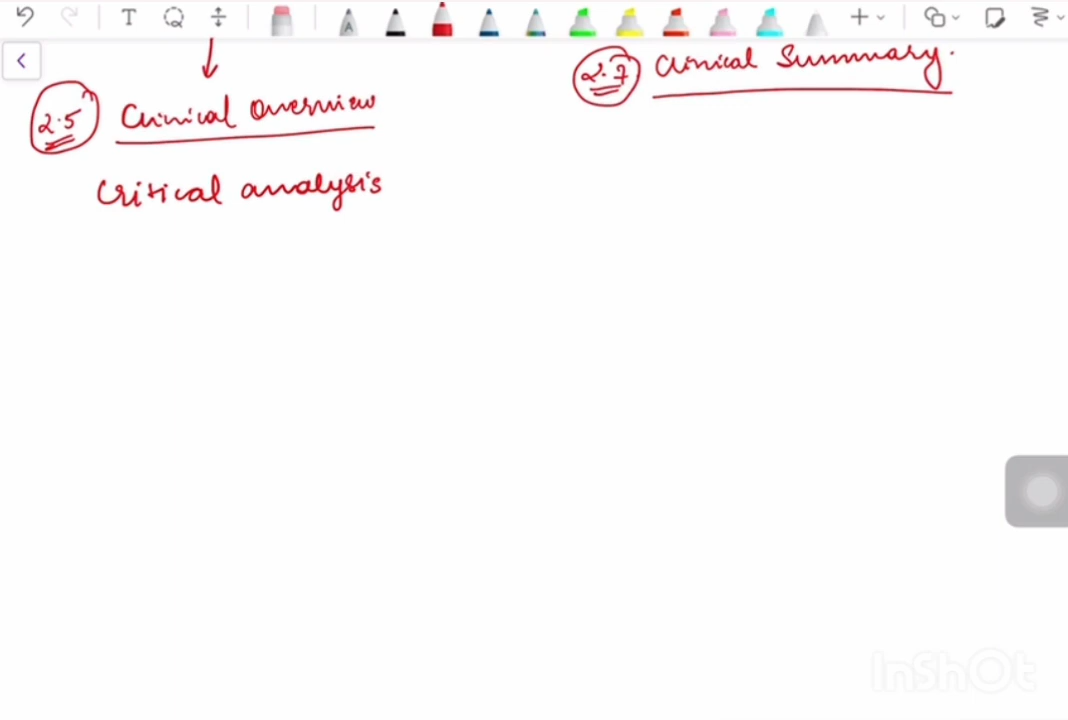 T
A
2.5 Clinical Overview
Critical analysis
2.7 Clinical Summary.
InShOt